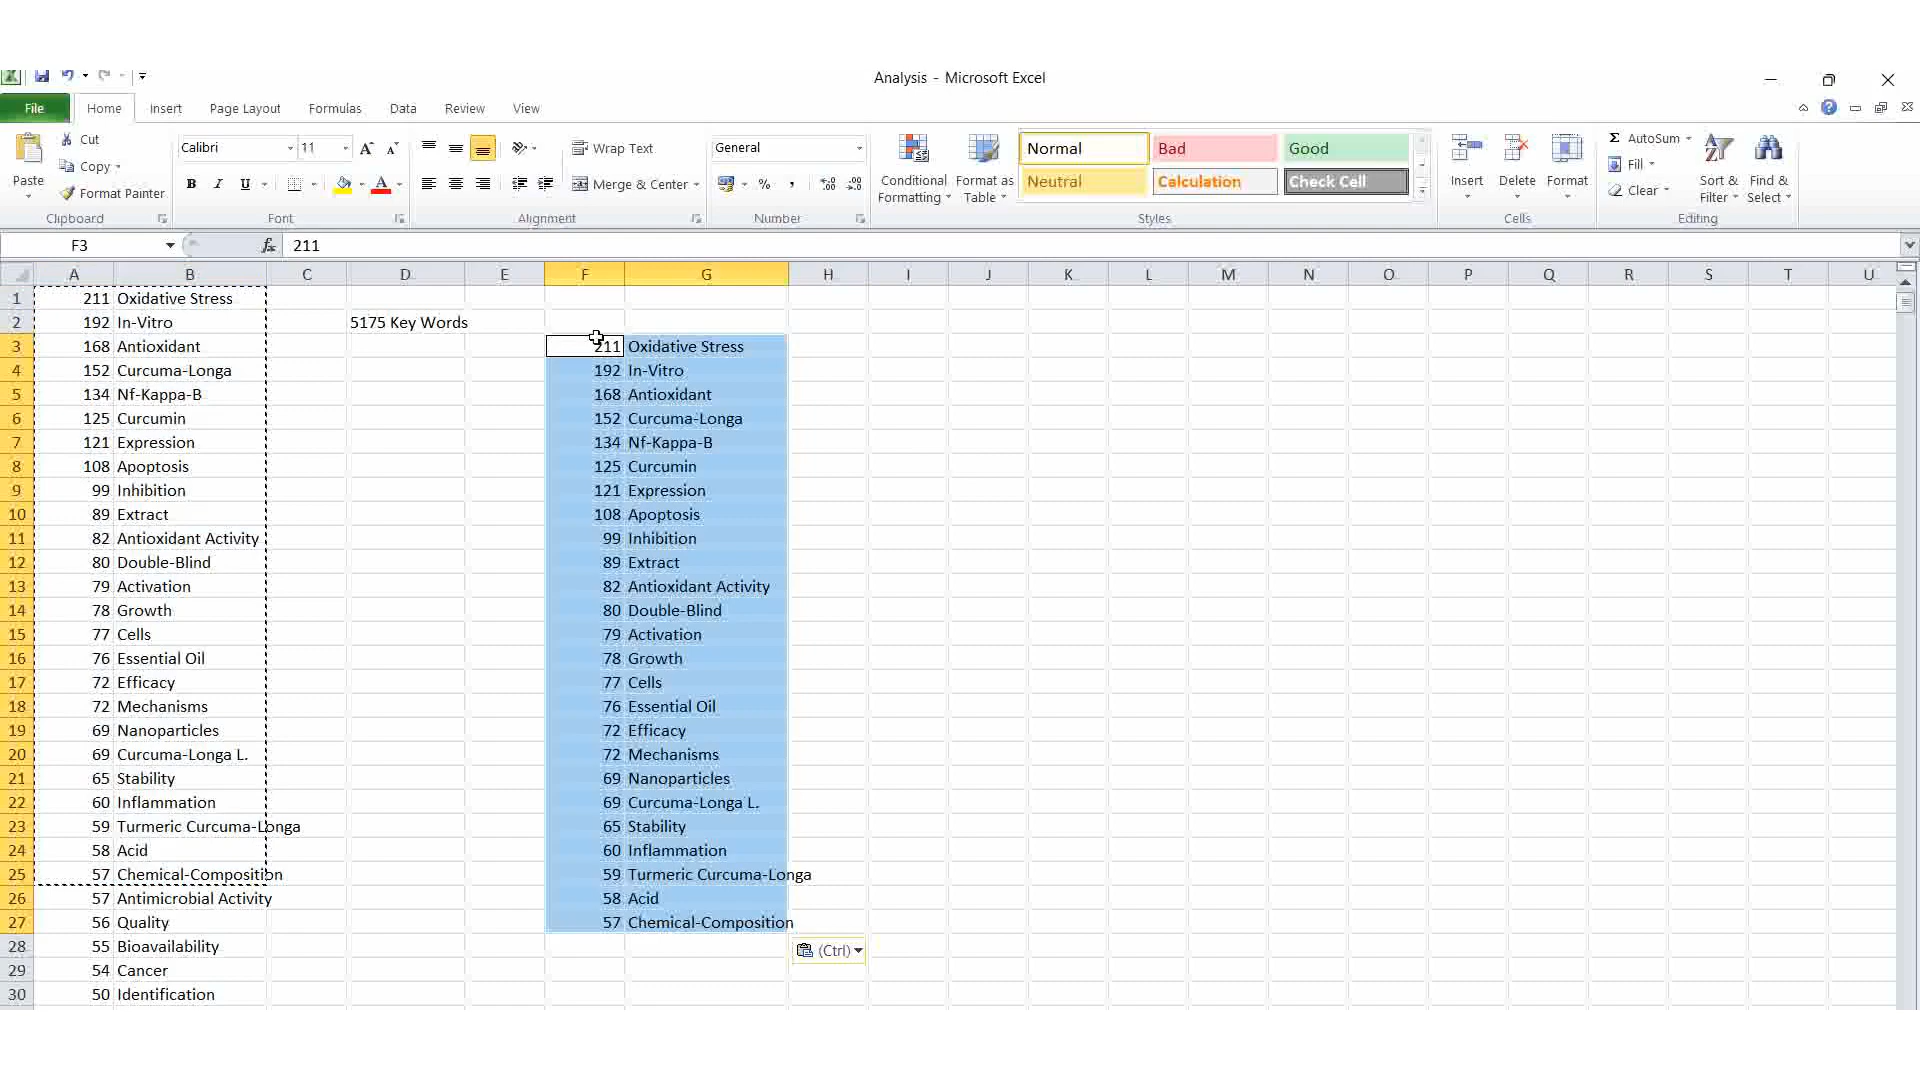 Analysis - Microsoft Excel
File Home Insert Page Layout Formulas Data Review View
Paste Cut Copy Format Painter
Calibri 11
B I U
Wrap Text
Merge & Center
General
Conditional Formatting
Format as Table
Normal Bad Good
Neutral Calculation Check Cell
Insert Delete Format
Σ AutoSum
Fill
Clear
Sort & Filter
Find & Select
Clipboard Font Alignment Number Styles Cells Editing
F3 fx 211
A B C D E F G H I J K L M N O P Q R S T U
1 211 Oxidative Stress
2 192 In-Vitro 5175 Key Words
3 168 Antioxidant 211 Oxidative Stress
4 152 Curcuma-Longa 192 In-Vitro
5 134 Nf-Kappa-B 168 Antioxidant
6 125 Curcumin 152 Curcuma-Longa
7 121 Expression 134 Nf-Kappa-B
8 108 Apoptosis 125 Curcumin
9 99 Inhibition 121 Expression
10 89 Extract 108 Apoptosis
11 82 Antioxidant Activity 99 Inhibition
12 80 Double-Blind 89 Extract
13 79 Activation 82 Antioxidant Activity
14 78 Growth 80 Double-Blind
15 77 Cells 79 Activation
16 76 Essential Oil 78 Growth
17 72 Efficacy 77 Cells
18 72 Mechanisms 76 Essential Oil
19 69 Nanoparticles 72 Efficacy
20 69 Curcuma-Longa L. 72 Mechanisms
21 65 Stability 69 Nanoparticles
22 60 Inflammation 69 Curcuma-Longa L.
23 59 Turmeric Curcuma-Longa 65 Stability
24 58 Acid 60 Inflammation
25 57 Chemical-Composition 59 Turmeric Curcuma-Longa
26 57 Antimicrobial Activity 58 Acid
27 56 Quality 57 Chemical-Composition
28 55 Bioavailability (Ctrl)
29 54 Cancer
30 50 Identification